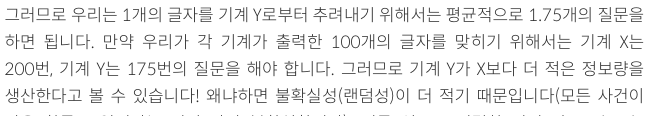 그러므로 우리는 1개의 글자를 기계 Y로부터 추려내기 위해서는 평균적으로 1.75개의 질문을
하면 됩니다. 만약 우리가 각 기계가 출력한 100개의 글자를 맞히기 위해서는 기계 X는
200번, 기계 Y는 175번의 질문을 해야 합니다. 그러므로 기계 Y가 X보다 더 적은 정보량을
생산한다고 볼 수 있습니다! 왜냐하면 불확실성(랜덤성)이 더 적기 때문입니다(모든 사건이